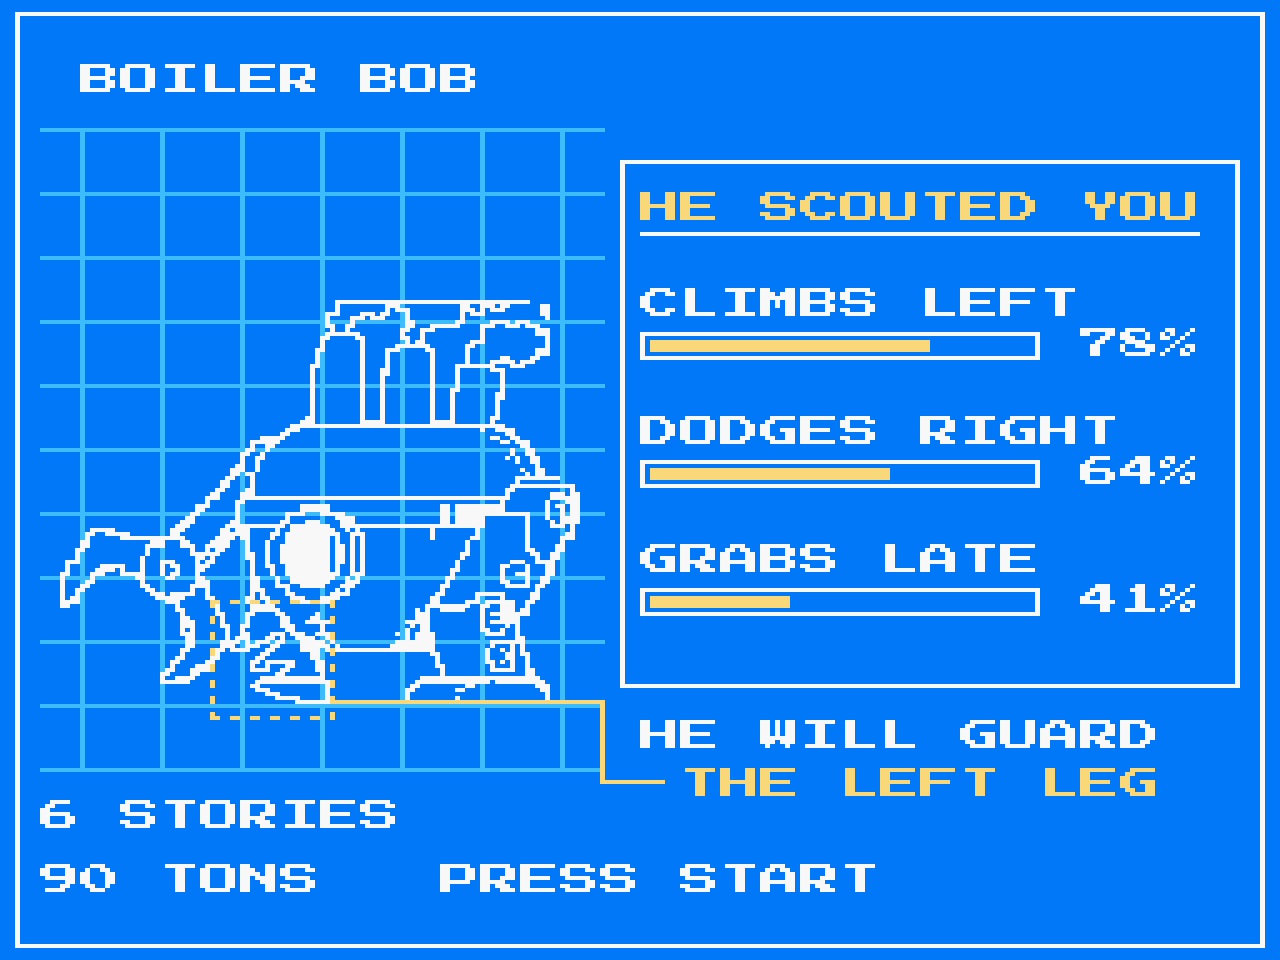 BOILER BOB
HE SCOUTED YOU
CLIMBS LEFT
78%
DODGES RIGHT
64%
GRABS LATE
41%
HE WILL GUARD
THE LEFT LEG
6 STORIES
90 TONS
PRESS START